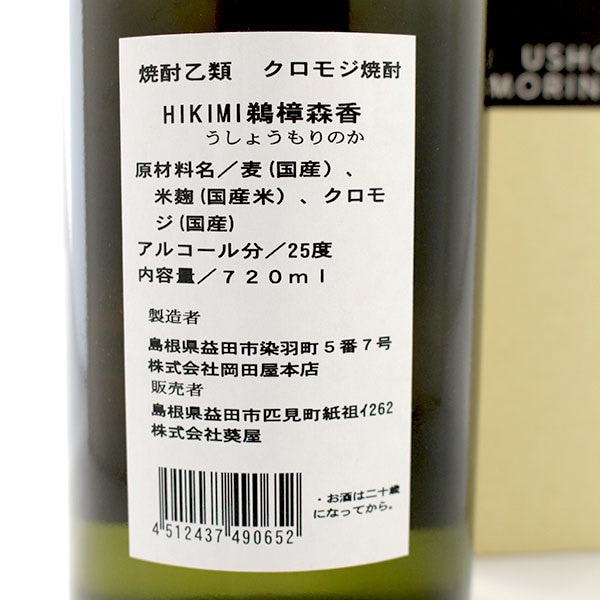 焼酎乙類　クロモジ焼酎
HIKIMI鵜樟森香
うしょうもりのか
原材料名／麦(国産)、
米麹(国産米)、クロモ
ジ(国産)
アルコール分／25度
内容量／720ml
製造者
島根県益田市染羽町5番7号
株式会社岡田屋本店
販売者
島根県益田市匹見町紙祖ｲ262
株式会社葵屋
4 512437 490652
・お酒は二十歳
になってから。
USHO
MORIN